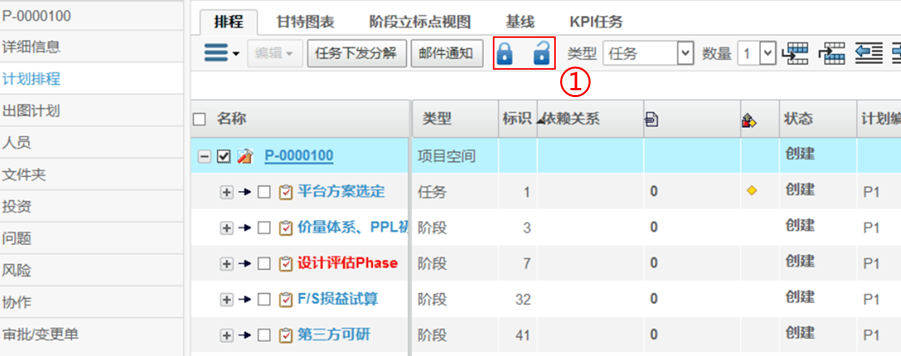 P-0000100
详细信息
计划排程
出图计划
人员
文件夹
投资
问题
风险
协作
审批/变更单
排程 甘特图表 阶段立标点视图 基线 KPI任务
编辑 任务下发分解 邮件通知 类型 任务 数量 1
①
名称 类型 标识 依赖关系 状态 计划编
P-0000100 项目空间 创建
平台方案选定 任务 1 0 创建 P1
价量体系、PPL初 阶段 3 0 创建 P1
设计评估Phase 阶段 7 0 创建 P1
F/S损益试算 阶段 32 0 创建 P1
第三方可研 阶段 41 0 创建 P1